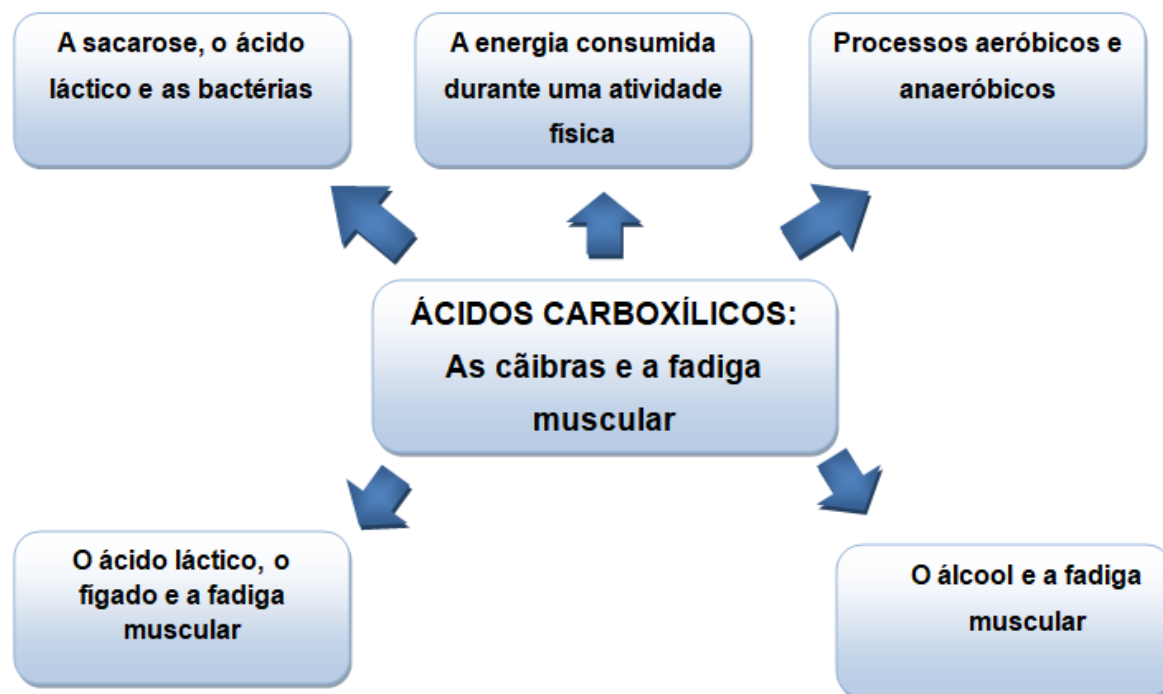 A sacarose, o ácido
láctico e as bactérias
A energia consumida
durante uma atividade
física
Processos aeróbicos e
anaeróbicos
ÁCIDOS CARBOXÍLICOS:
As cãibras e a fadiga
muscular
O ácido láctico, o
fígado e a fadiga
muscular
O álcool e a fadiga
muscular